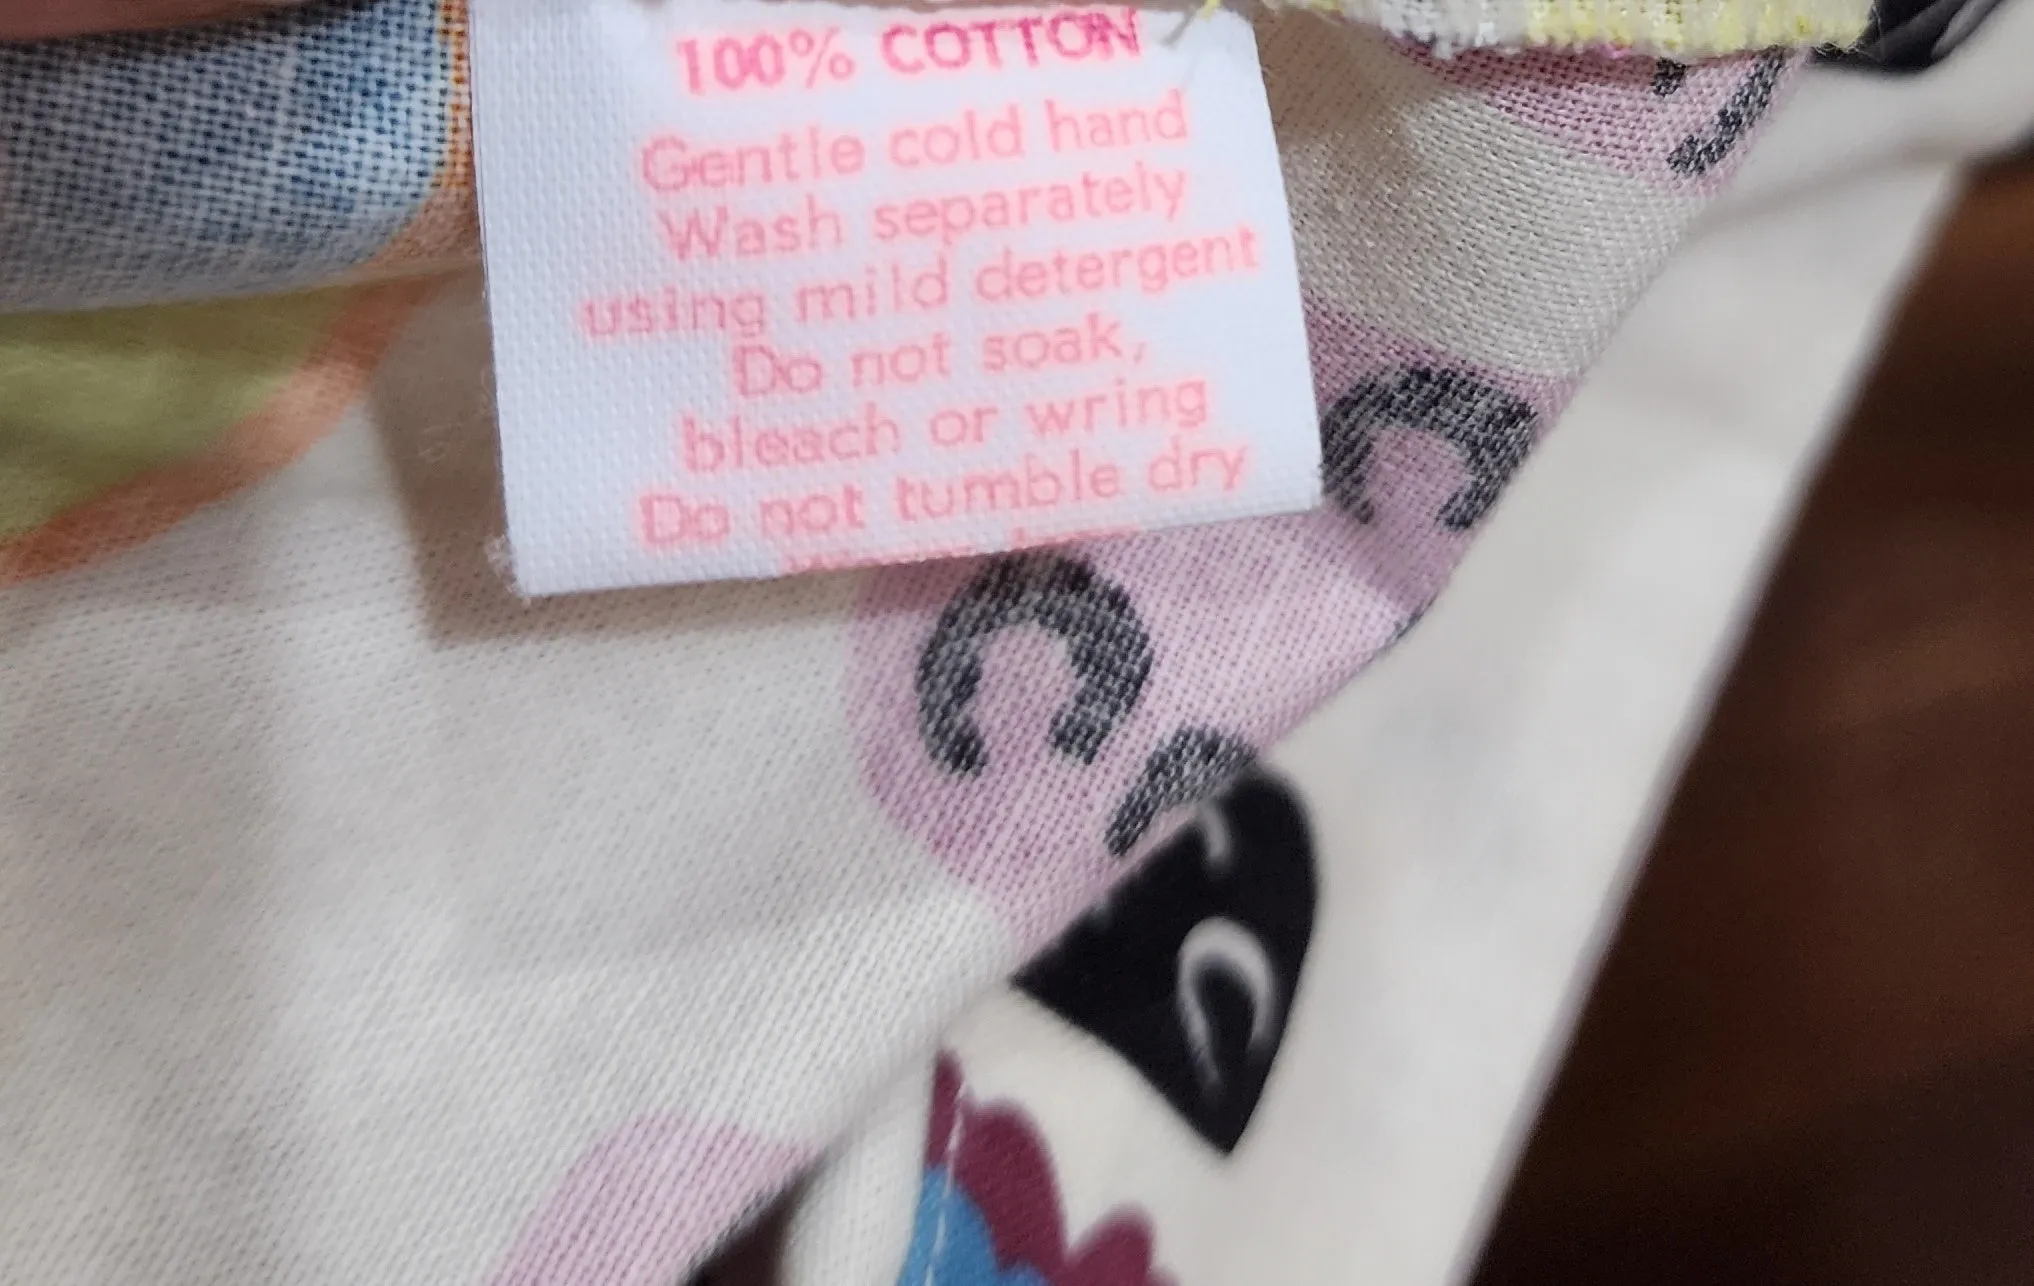 100% COTTON
Gentle cold hand
Wash separately
using mild detergent
Do not soak,
bleach or wring
Do not tumble dry